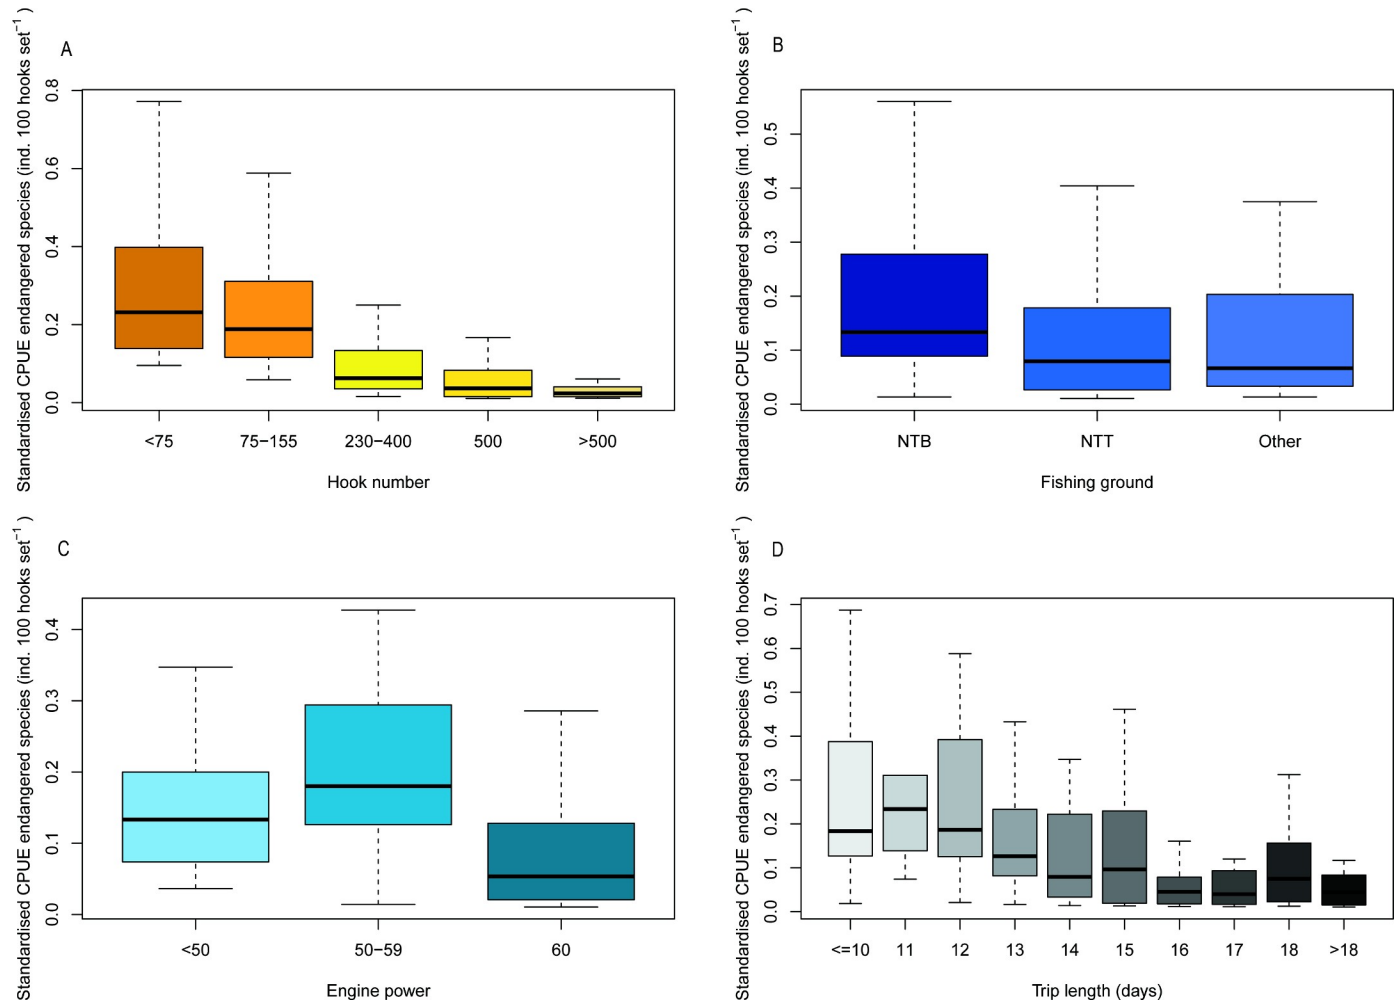 A
Standardised CPUE endangered species (ind. 100 hooks set⁻¹ )
0.8
0.6
0.4
0.2
0.0
<75 75−155 230−400 500 >500
Hook number
B
Standardised CPUE endangered species (ind. 100 hooks set⁻¹ )
0.5
0.4
0.3
0.2
0.1
0.0
NTB NTT Other
Fishing ground
C
Standardised CPUE endangered species (ind. 100 hooks set⁻¹ )
0.4
0.3
0.2
0.1
0.0
<50 50−59 60
Engine power
D
Standardised CPUE endangered species (ind. 100 hooks set⁻¹ )
0.7
0.6
0.5
0.4
0.3
0.2
0.1
0.0
<=10 11 12 13 14 15 16 17 18 >18
Trip length (days)